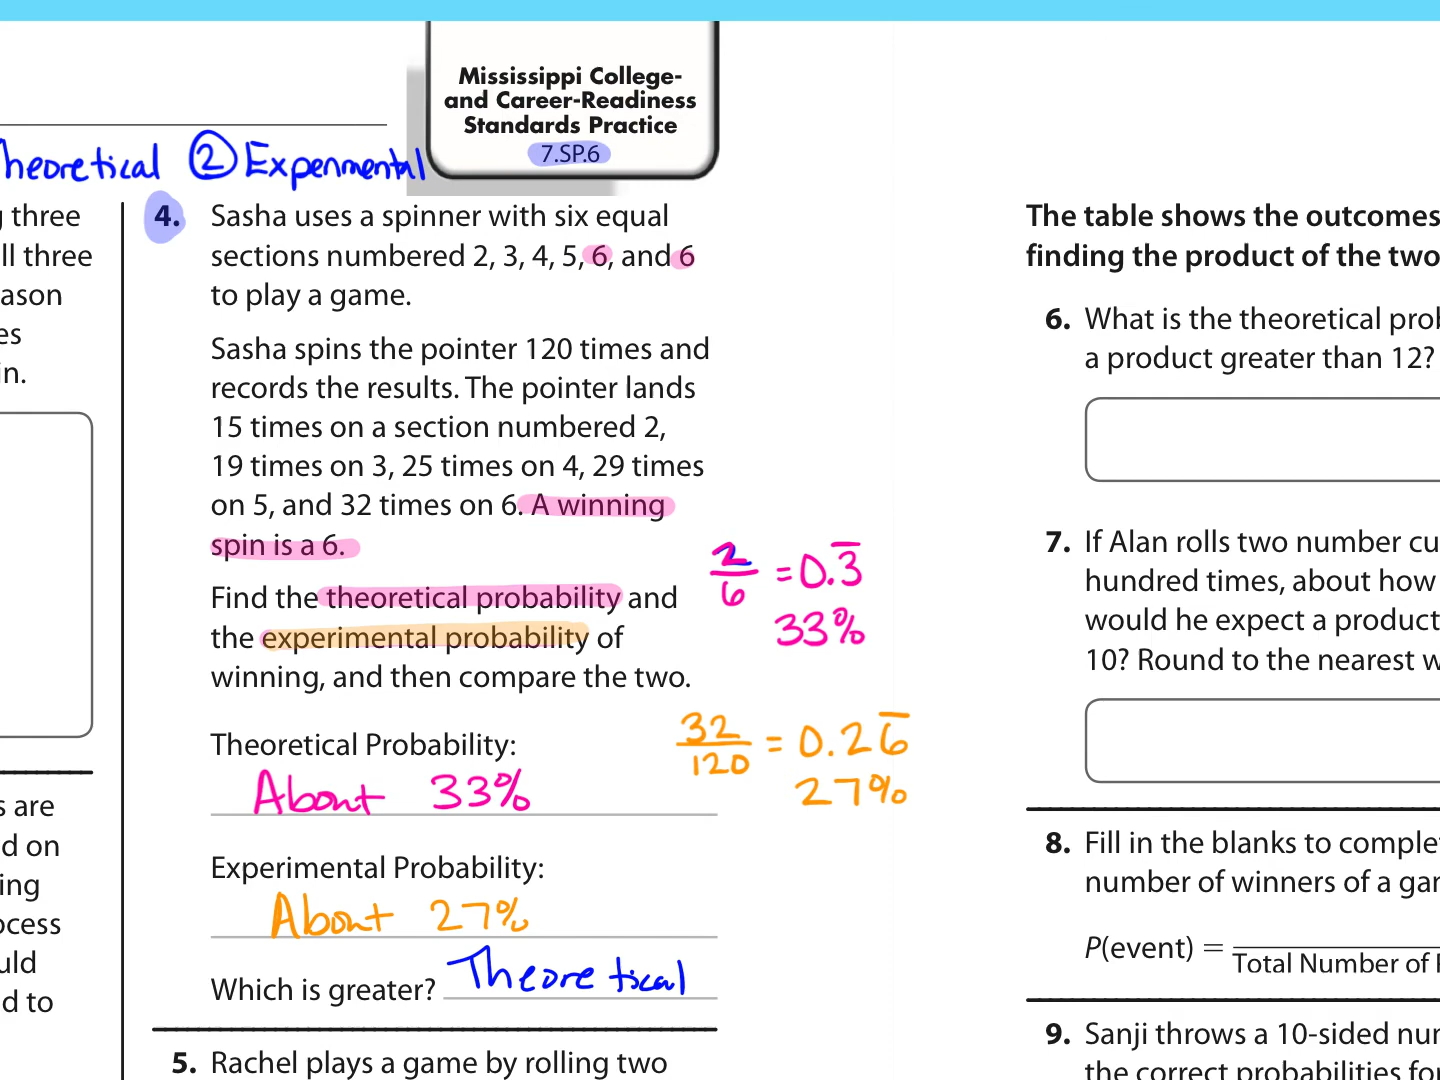 Mississippi College-
and Career-Readiness
Standards Practice
7.SP.6
heoretical ② Expermental
three
ll three
ason
es
in.
s are
d on
ing
ocess
uld
d to
4. Sasha uses a spinner with six equal
sections numbered 2, 3, 4, 5, 6, and 6
to play a game.
Sasha spins the pointer 120 times and
records the results. The pointer lands
15 times on a section numbered 2,
19 times on 3, 25 times on 4, 29 times
on 5, and 32 times on 6. A winning
spin is a 6.
Find the theoretical probability and
the experimental probability of
winning, and then compare the two.
2/6 = 0.3̅
33%
32/120 = 0.26̅
27%
Theoretical Probability:
About 33%
Experimental Probability:
About 27%
Which is greater? Theoretical
5. Rachel plays a game by rolling two
The table shows the outcomes
finding the product of the two
6. What is the theoretical prob
a product greater than 12?
7. If Alan rolls two number cu
hundred times, about how
would he expect a product
10? Round to the nearest w
8. Fill in the blanks to comple
number of winners of a gar
P(event) =
Total Number of
9. Sanji throws a 10-sided nur
the correct probabilities fo